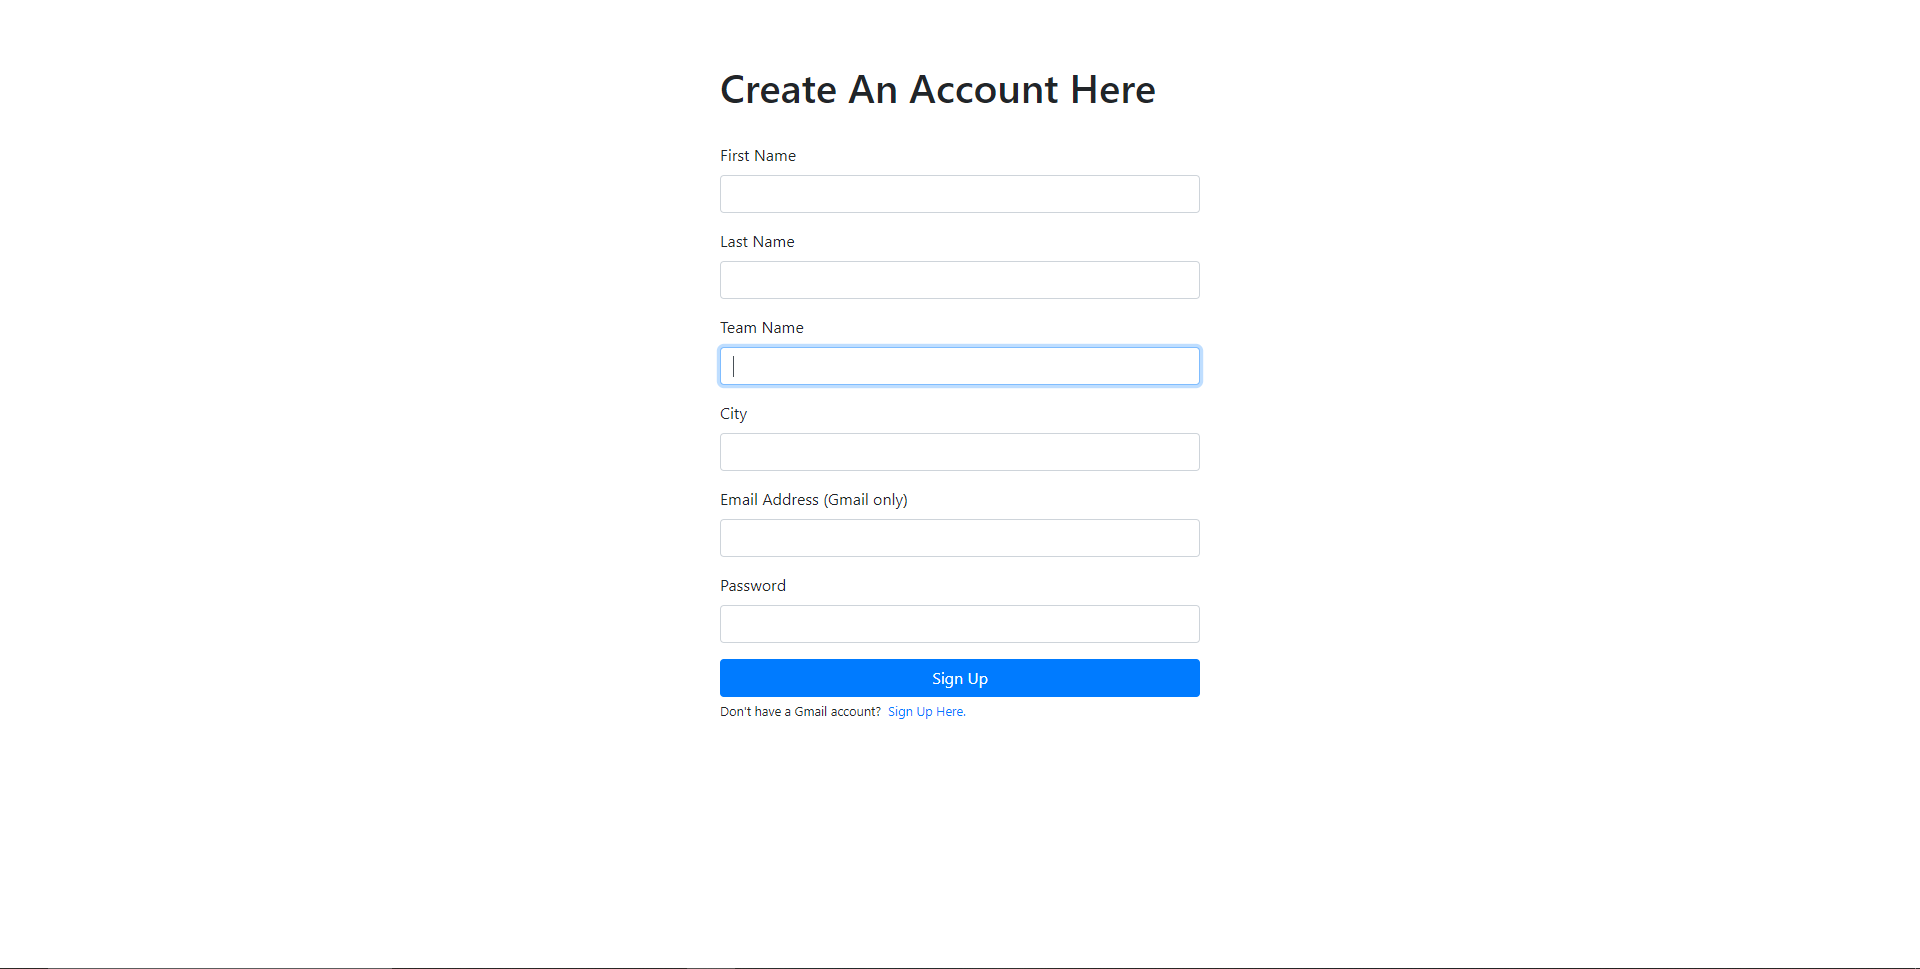 Create An Account Here
First Name
Last Name
Team Name
City
Email Address (Gmail only)
Password
Sign Up
Don't have a Gmail account? Sign Up Here.